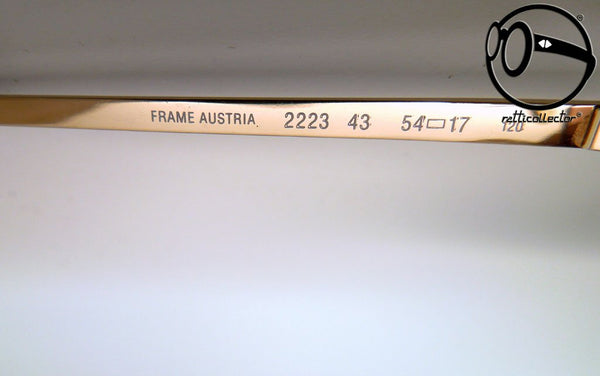 FRAME AUSTRIA 2223 43 54▭17 120
retticollector®